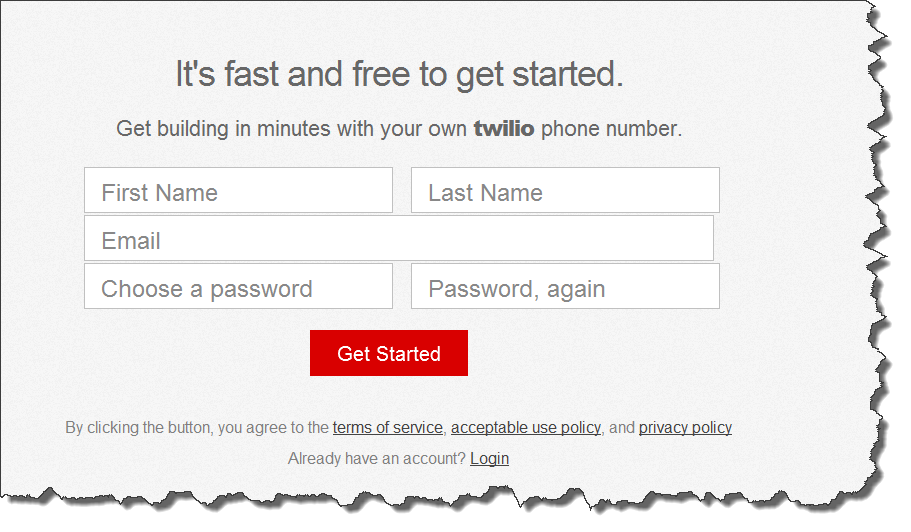 It's fast and free to get started.
Get building in minutes with your own twilio phone number.
First Name Last Name
Email
Choose a password Password, again
Get Started
By clicking the button, you agree to the terms of service, acceptable use policy, and privacy policy
Already have an account? Login